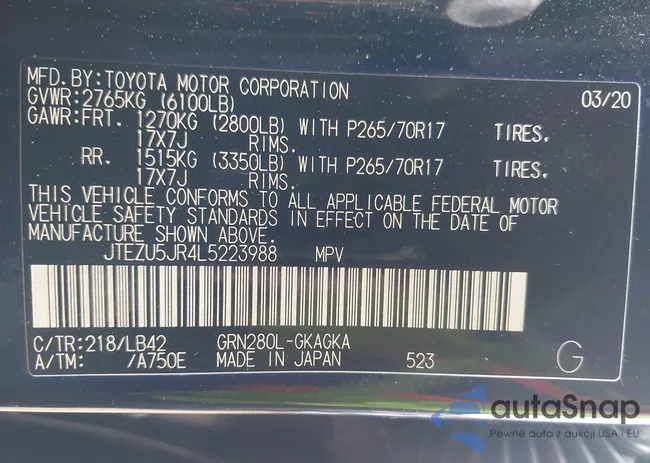 MFD.BY:TOYOTA MOTOR CORPORATION 03/20
GVWR:2765KG (6100LB)
GAWR:FRT. 1270KG (2800LB) WITH P265/70R17 TIRES.
17X7J RIMS.
RR. 1515KG (3350LB) WITH P265/70R17 TIRES.
17X7J RIMS.
THIS VEHICLE CONFORMS TO ALL APPLICABLE FEDERAL MOTOR
VEHICLE SAFETY STANDARDS IN EFFECT ON THE DATE OF
MANUFACTURE SHOWN ABOVE.
JTEZU5JR4L5223988 MPV
C/TR:218/LB42 GRN280L-GKAGKA
A/TM: /A750E MADE IN JAPAN 523 G
autoSnap
Pewne auta z aukcji USA i EU